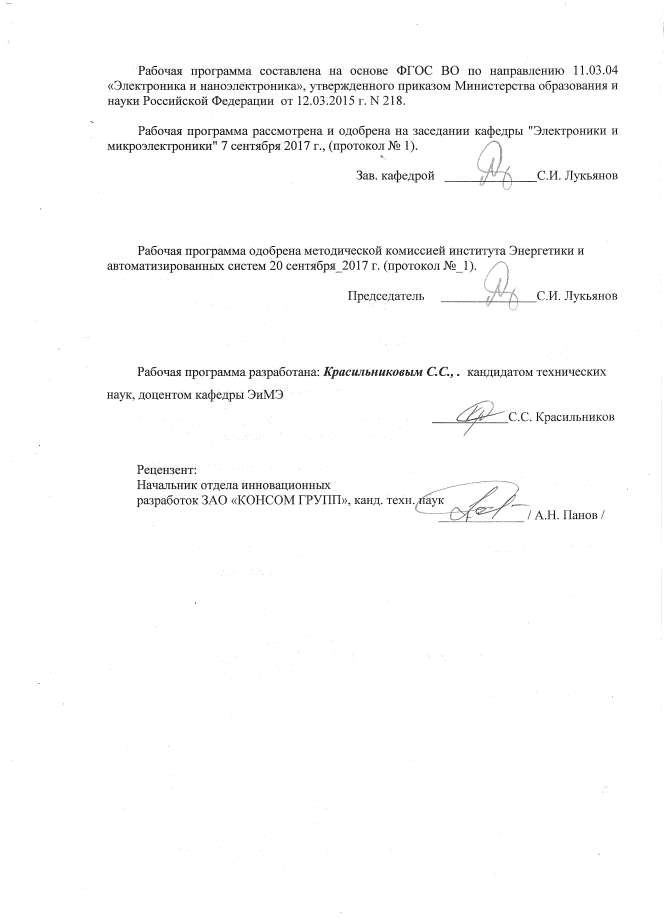 Рабочая программа составлена на основе ФГОС ВО по направлению 11.03.04
«Электроника и наноэлектроника», утвержденного приказом Министерства образования и
науки Российской Федерации от 12.03.2015 г. N 218.
Рабочая программа рассмотрена и одобрена на заседании кафедры "Электроники и
микроэлектроники" 7 сентября 2017 г., (протокол № 1).
Зав. кафедрой _______________С.И. Лукьянов
Рабочая программа одобрена методической комиссией института Энергетики и
автоматизированных систем 20 сентября_2017 г. (протокол №_1).
Председатель _______________С.И. Лукьянов
Рабочая программа разработана: Красильниковым С.С., . кандидатом технических
наук, доцентом кафедры ЭиМЭ
____________С.С. Красильников
Рецензент:
Начальник отдела инновационных
разработок ЗАО «КОНСОМ ГРУПП», канд. техн. наук
_____________ / А.Н. Панов /